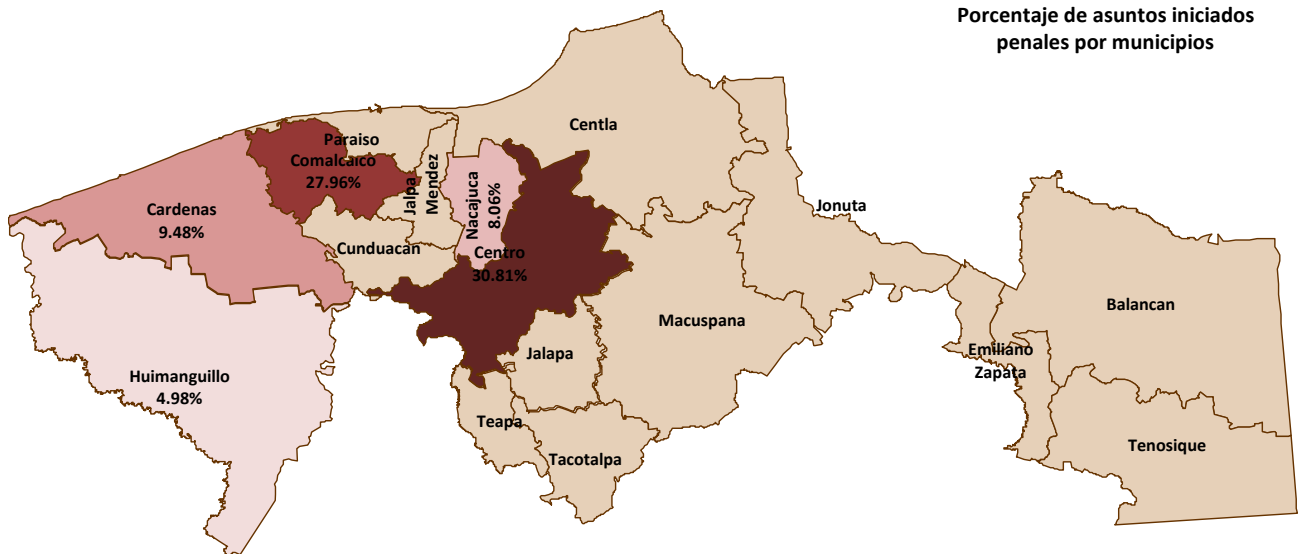 Porcentaje de asuntos iniciados
penales por municipios
Centla
Paraiso
Comalcalco
27.96%
Jalpa
Mendez
Nacajuca
8.06%
Cardenas
9.48%
Cunduacan
Centro
30.81%
Jonuta
Macuspana
Balancan
Emiliano
Zapata
Jalapa
Huimanguillo
4.98%
Teapa
Tacotalpa
Tenosique